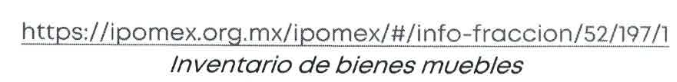 https://ipomex.org.mx/ipomex/#/info-fraccion/52/197/1
Inventario de bienes muebles